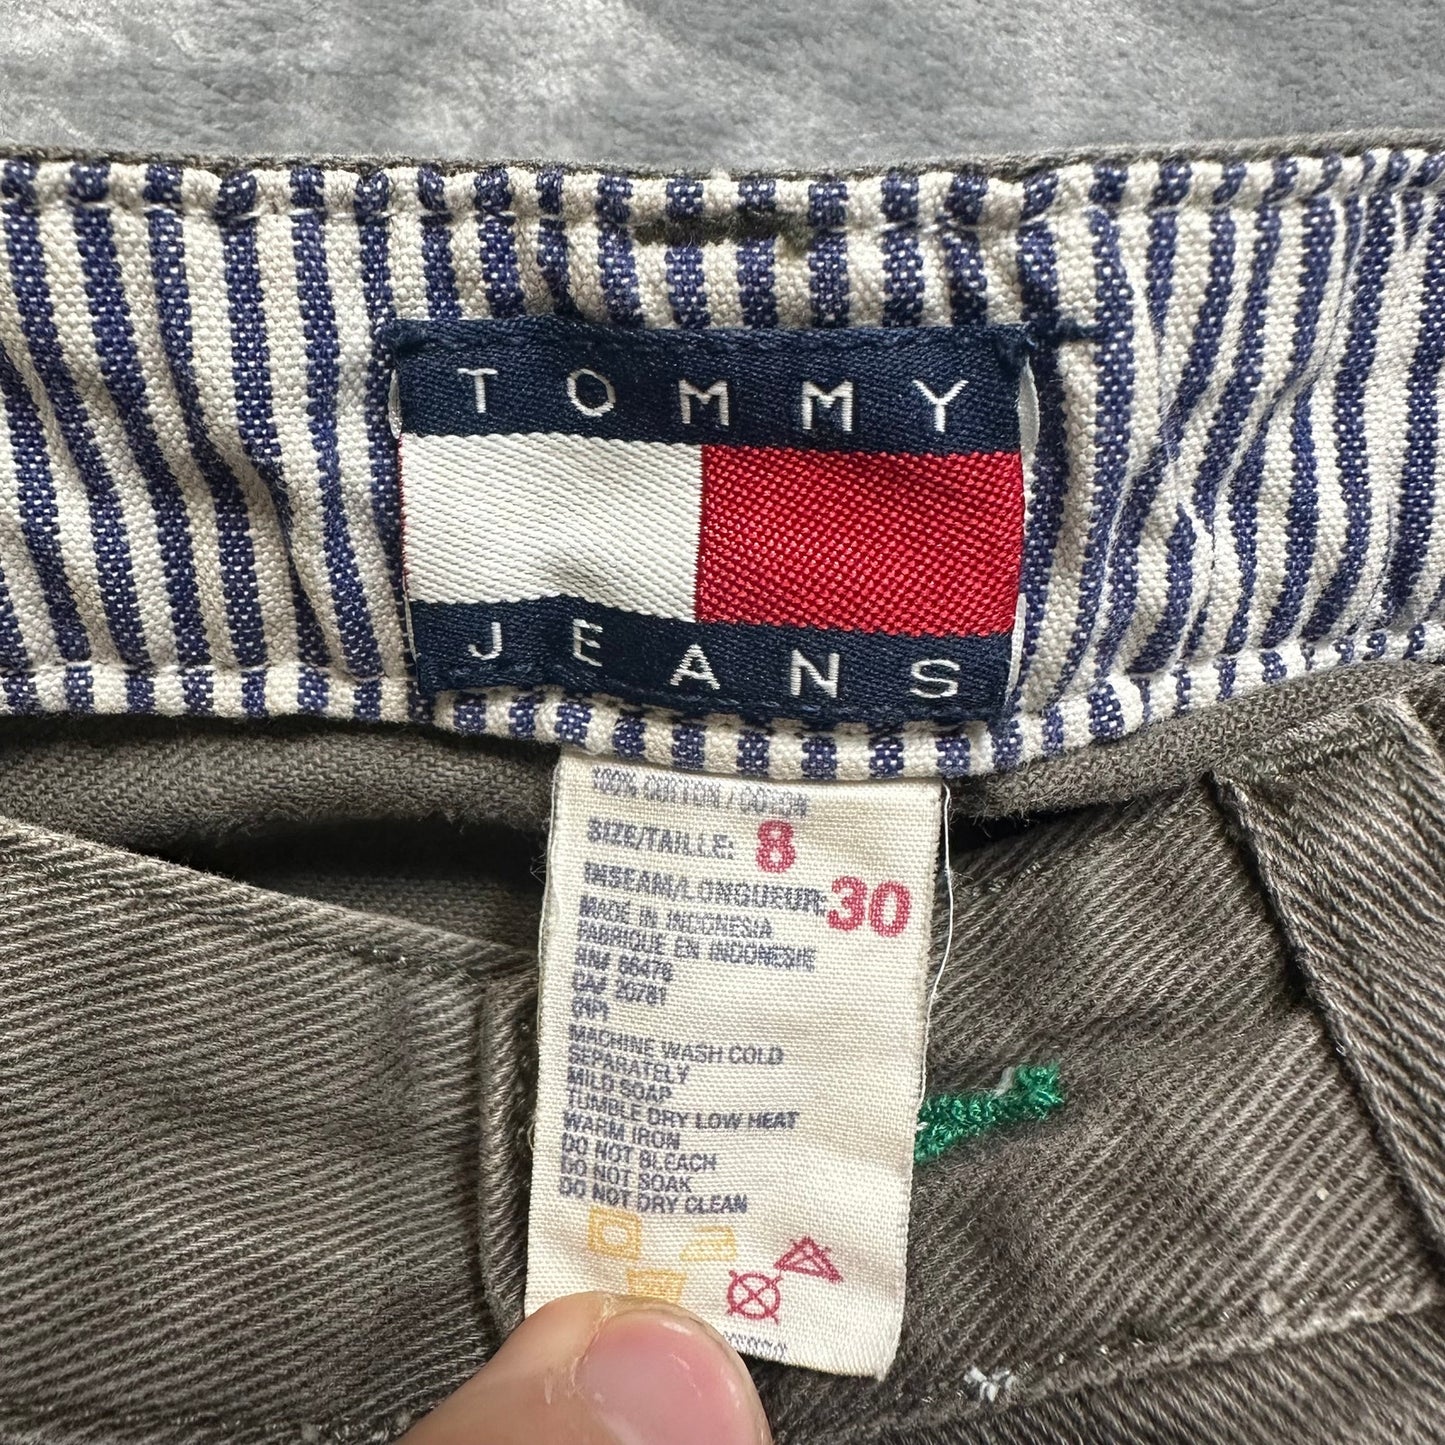 TOMMY
JEANS
100% COTTON / COTON
SIZE/TAILLE: 8
INSEAM/LONGUEUR: 30
MADE IN INDONESIA
FABRIQUE EN INDONESIE
RN# 66476
CA# 20781
(AP)
MACHINE WASH COLD
SEPARATELY
MILD SOAP
TUMBLE DRY LOW HEAT
WARM IRON
DO NOT BLEACH
DO NOT SOAK
DO NOT DRY CLEAN